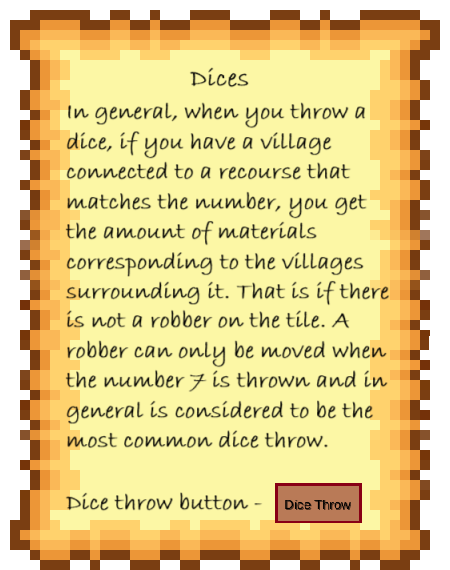 Dices
In general, when you throw a
dice, if you have a village
connected to a recourse that
matches the number, you get
the amount of materials
corresponding to the villages
surrounding it. That is if there
is not a robber on the tile. A
robber can only be moved when
the number 7 is thrown and in
general is considered to be the
most common dice throw.
Dice throw button - Dice Throw